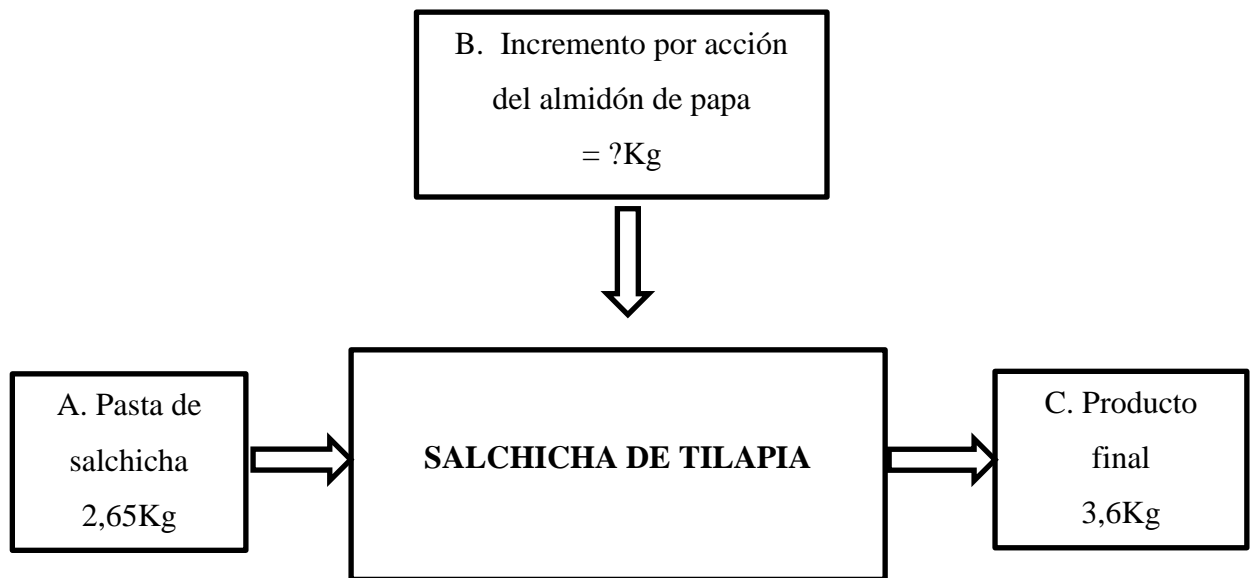 B. Incremento por acción
del almidón de papa
= ?Kg
A. Pasta de
salchicha
2,65Kg
SALCHICHA DE TILAPIA
C. Producto
final
3,6Kg